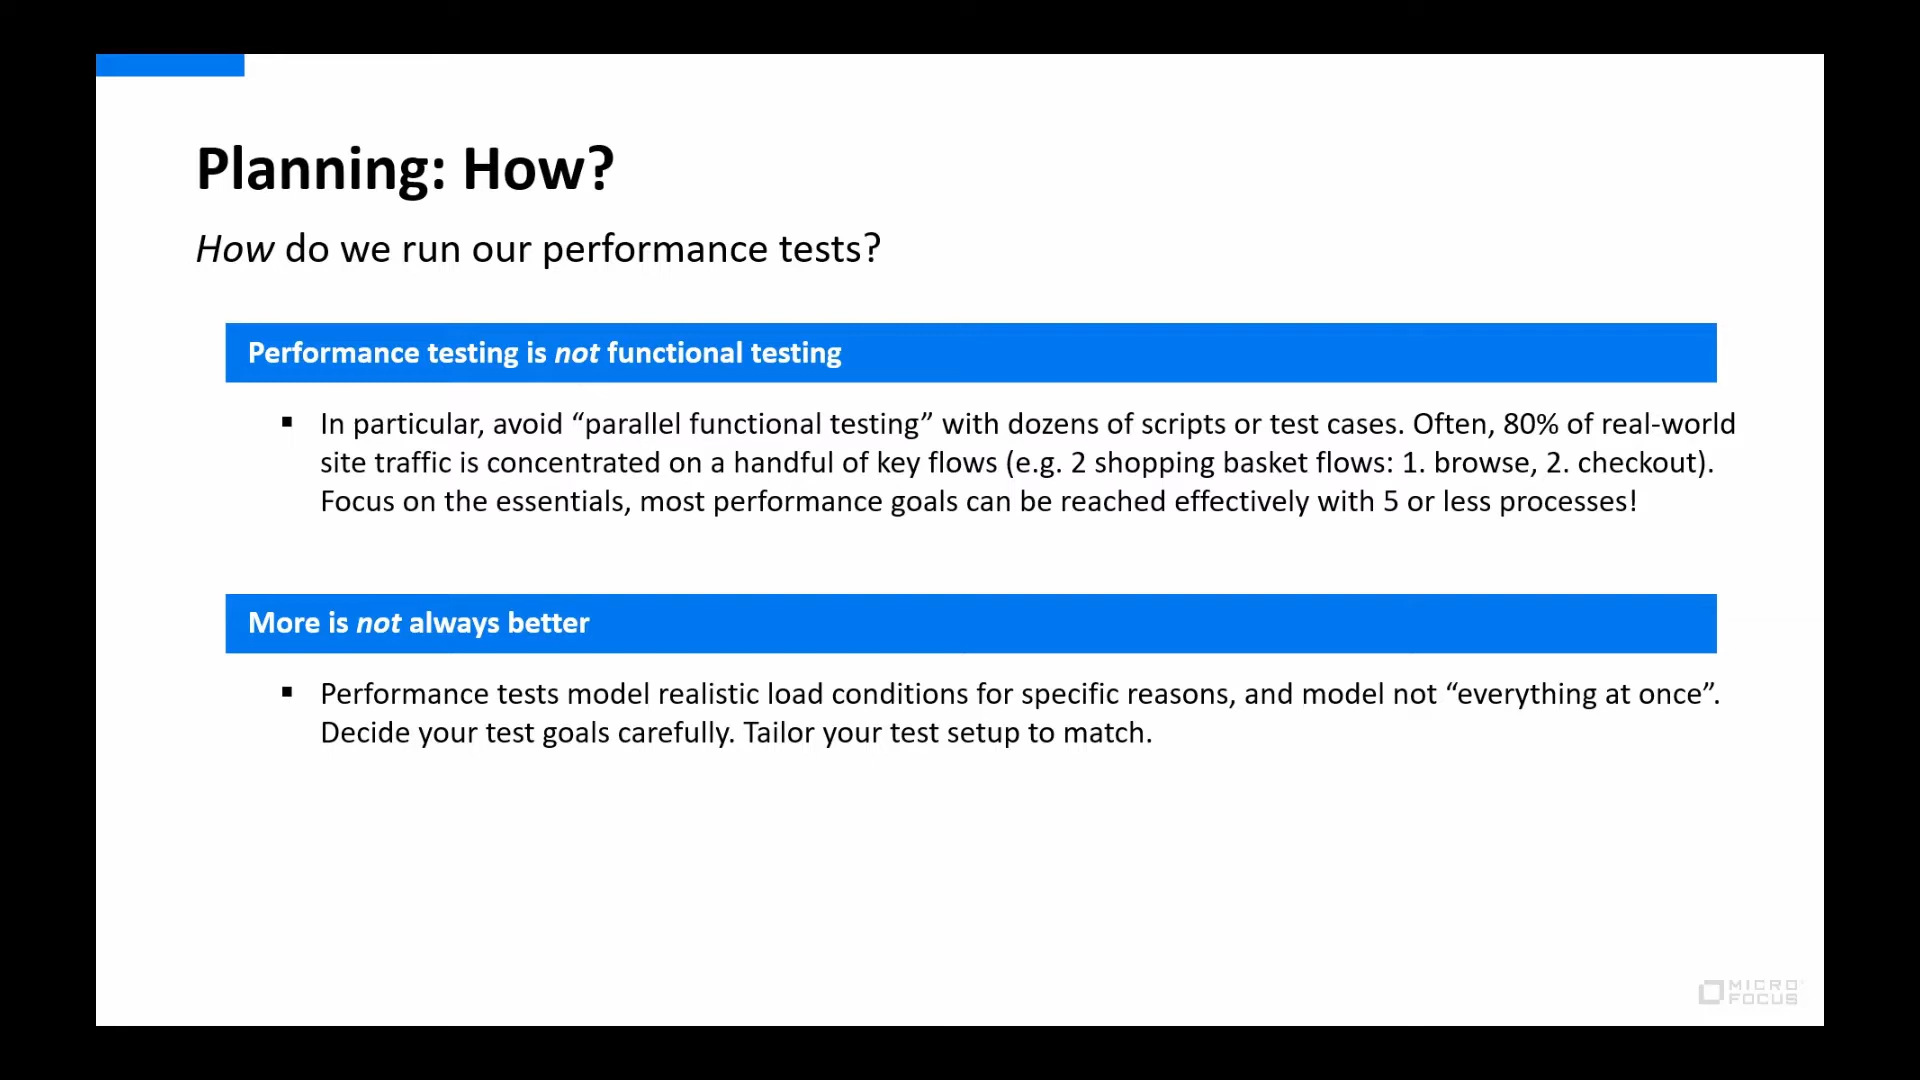 Planning: How?
How do we run our performance tests?
Performance testing is not functional testing
▪ In particular, avoid “parallel functional testing” with dozens of scripts or test cases. Often, 80% of real-world
site traffic is concentrated on a handful of key flows (e.g. 2 shopping basket flows: 1. browse, 2. checkout).
Focus on the essentials, most performance goals can be reached effectively with 5 or less processes!
More is not always better
▪ Performance tests model realistic load conditions for specific reasons, and model not “everything at once”.
Decide your test goals carefully. Tailor your test setup to match.
MICRO
FOCUS